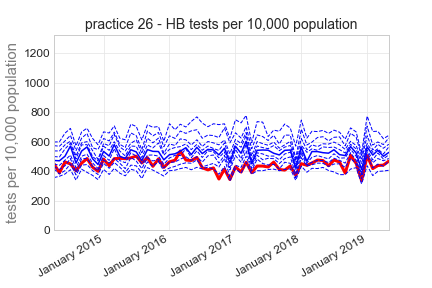 practice 26 - HB tests per 10,000 population
tests per 10,000 population
1200
1000
800
600
400
200
0
January 2015
January 2016
January 2017
January 2018
January 2019